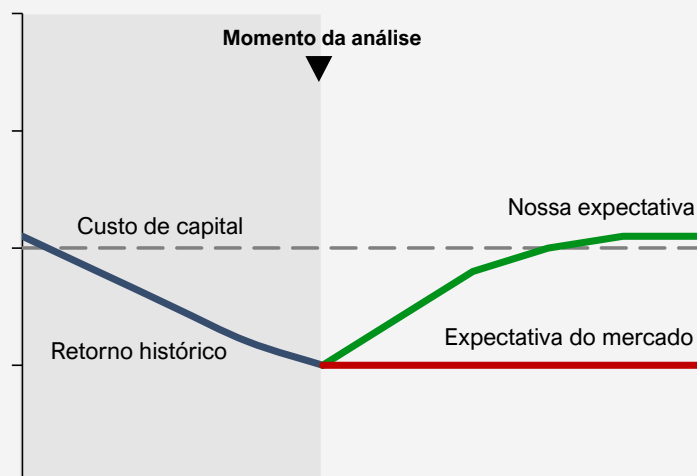 Momento da análise
Nossa expectativa
Custo de capital
Expectativa do mercado
Retorno histórico